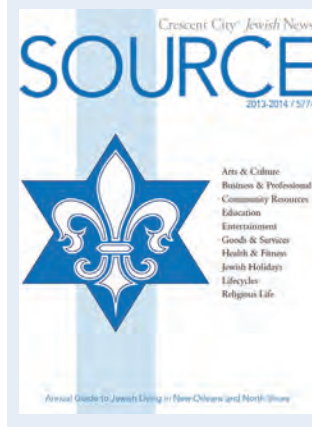 Crescent City Jewish News
SOURCE
2013-2014 / 577
Arts & Culture
Business & Professional
Community Resources
Education
Entertainment
Goods & Services
Health & Fitness
Jewish Holidays
Lifecycles
Religious Life
Annual Guide to Jewish Living in New Orleans and North Shore